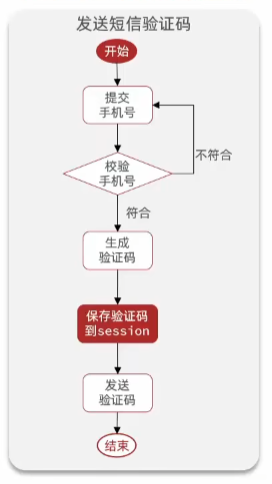 发送短信验证码
开始
提交
手机号
校验
手机号
不符合
符合
生成
验证码
保存验证码
到session
发送
验证码
结束